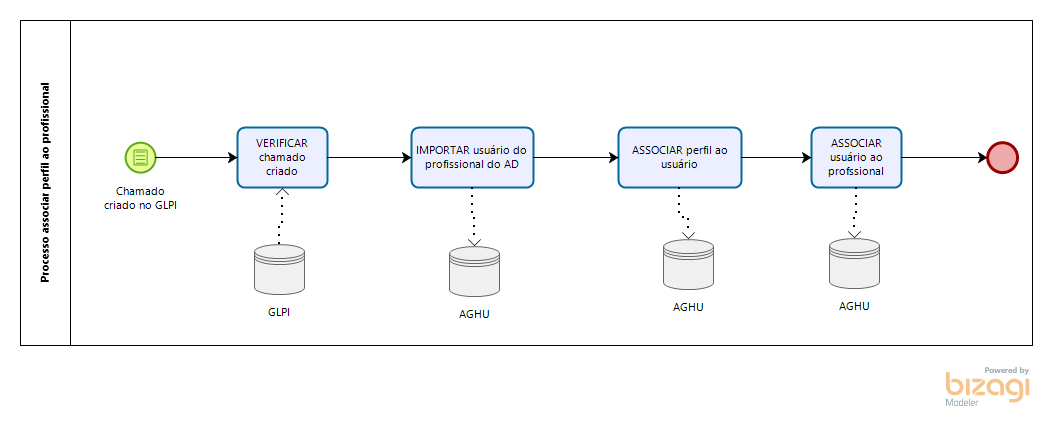 Processo associar perfil ao profissional
Chamado
criado no GLPI
VERIFICAR
chamado
criado
IMPORTAR usuário do
profissional do AD
ASSOCIAR perfil ao
usuário
ASSOCIAR
usuário ao
profssional
GLPI
AGHU
AGHU
AGHU
Powered by
bizagi
Modeler